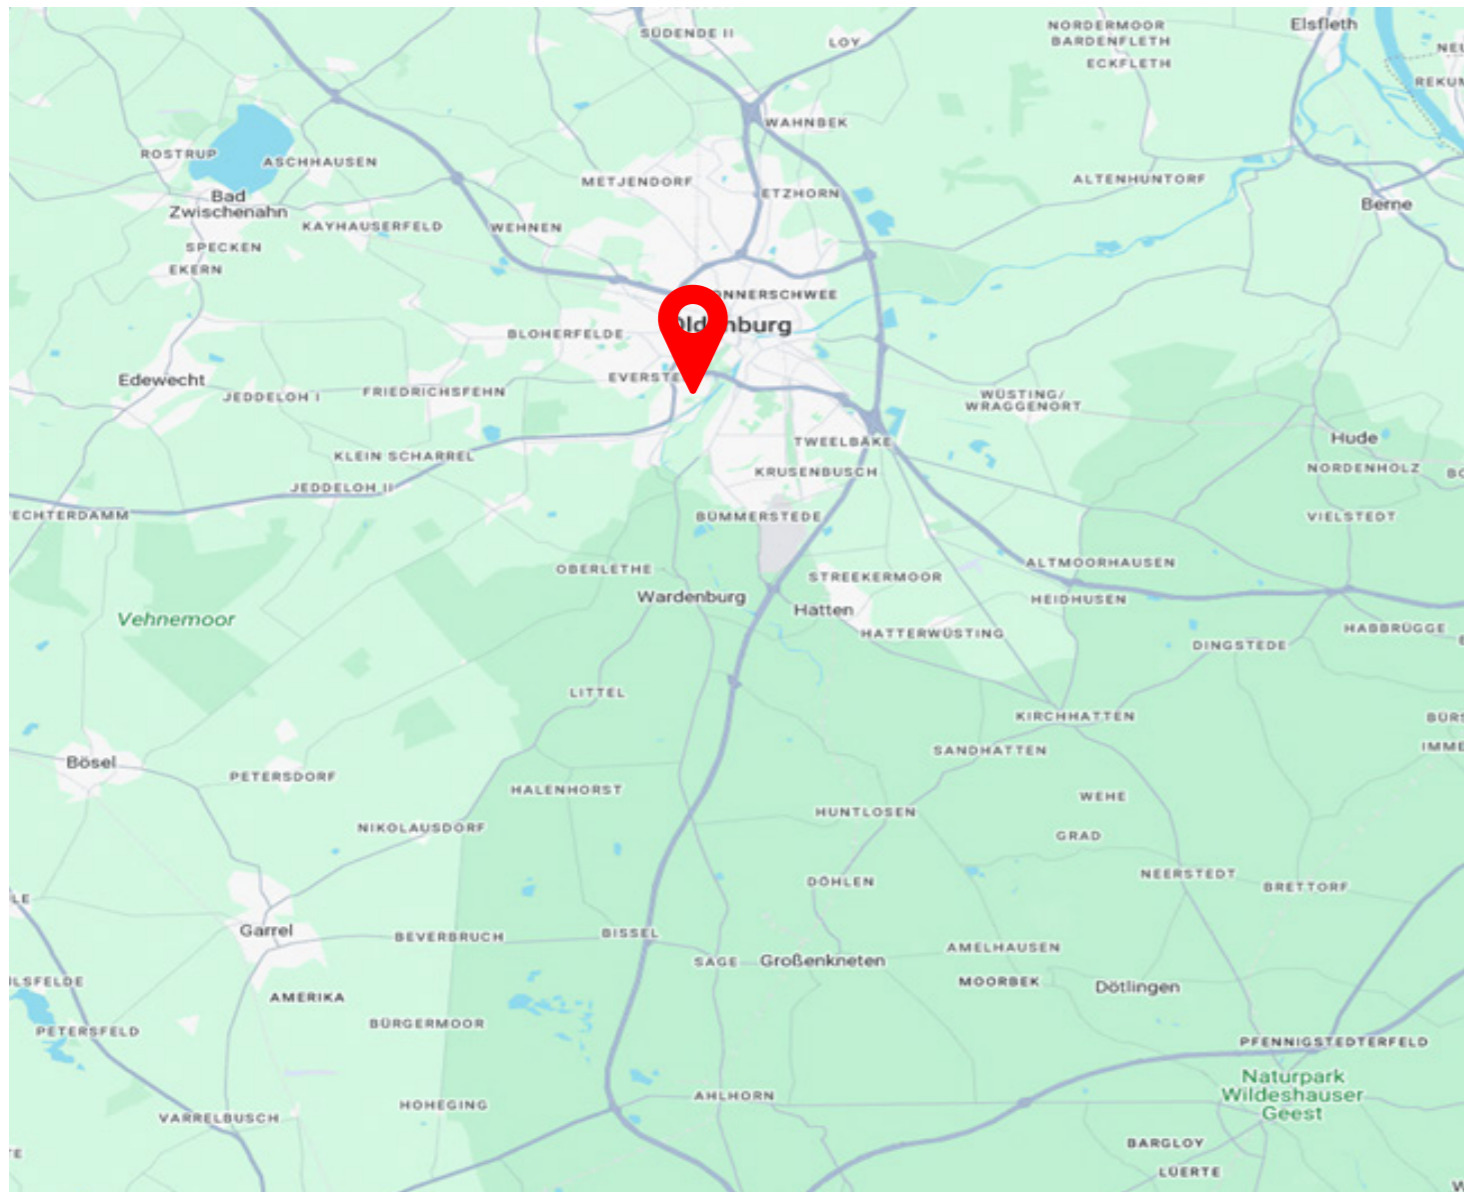 SÜDENDE II
LOY
NORDERMOOR
BARDENFLETH
ECKFLETH
Elsfleth
WAHNBEK
ROSTRUP
ASCHHAUSEN
METJENDORF
ETZHORN
ALTENHUNTORF
Bad
Zwischenahn
KAYHAUSERFELD
WEHNEN
Berne
SPECKEN
EKERN
BLOHERFELDE
Edewecht
JEDDELOH I
FRIEDRICHSFEHN
WÜSTING/
WRAGGENORT
TWEELBÄKE
Hude
KLEIN SCHARREL
KRUSENBUSCH
NORDENHOLZ
JEDDELOH II
ECHTERDAMM
BÜMMERSTEDE
VIELSTEDT
OBERLETHE
STREEKERMOOR
ALTMOORHAUSEN
Wardenburg
Hatten
HEIDHUSEN
Vehnemoor
HATTERWÜSTING
DINGSTEDE
HABBRÜGGE
LITTEL
KIRCHHATTEN
SANDHATTEN
Bösel
PETERSDORF
HALENHORST
WEHE
HUNTLOSEN
NIKOLAUSDORF
GRAD
DÖHLEN
NEERSTEDT
BRETTORF
Garrel
BEVERBRUCH
BISSEL
SAGE
Großenkneten
AMELHAUSEN
MOORBEK
Dötlingen
AMERIKA
BÜRGERMOOR
PETERSFELD
PFENNIGSTEDTERFELD
Naturpark
Wildeshauser
Geest
HOHEGING
AHLHORN
VARRELBUSCH
BARGLOY
LÜERTE